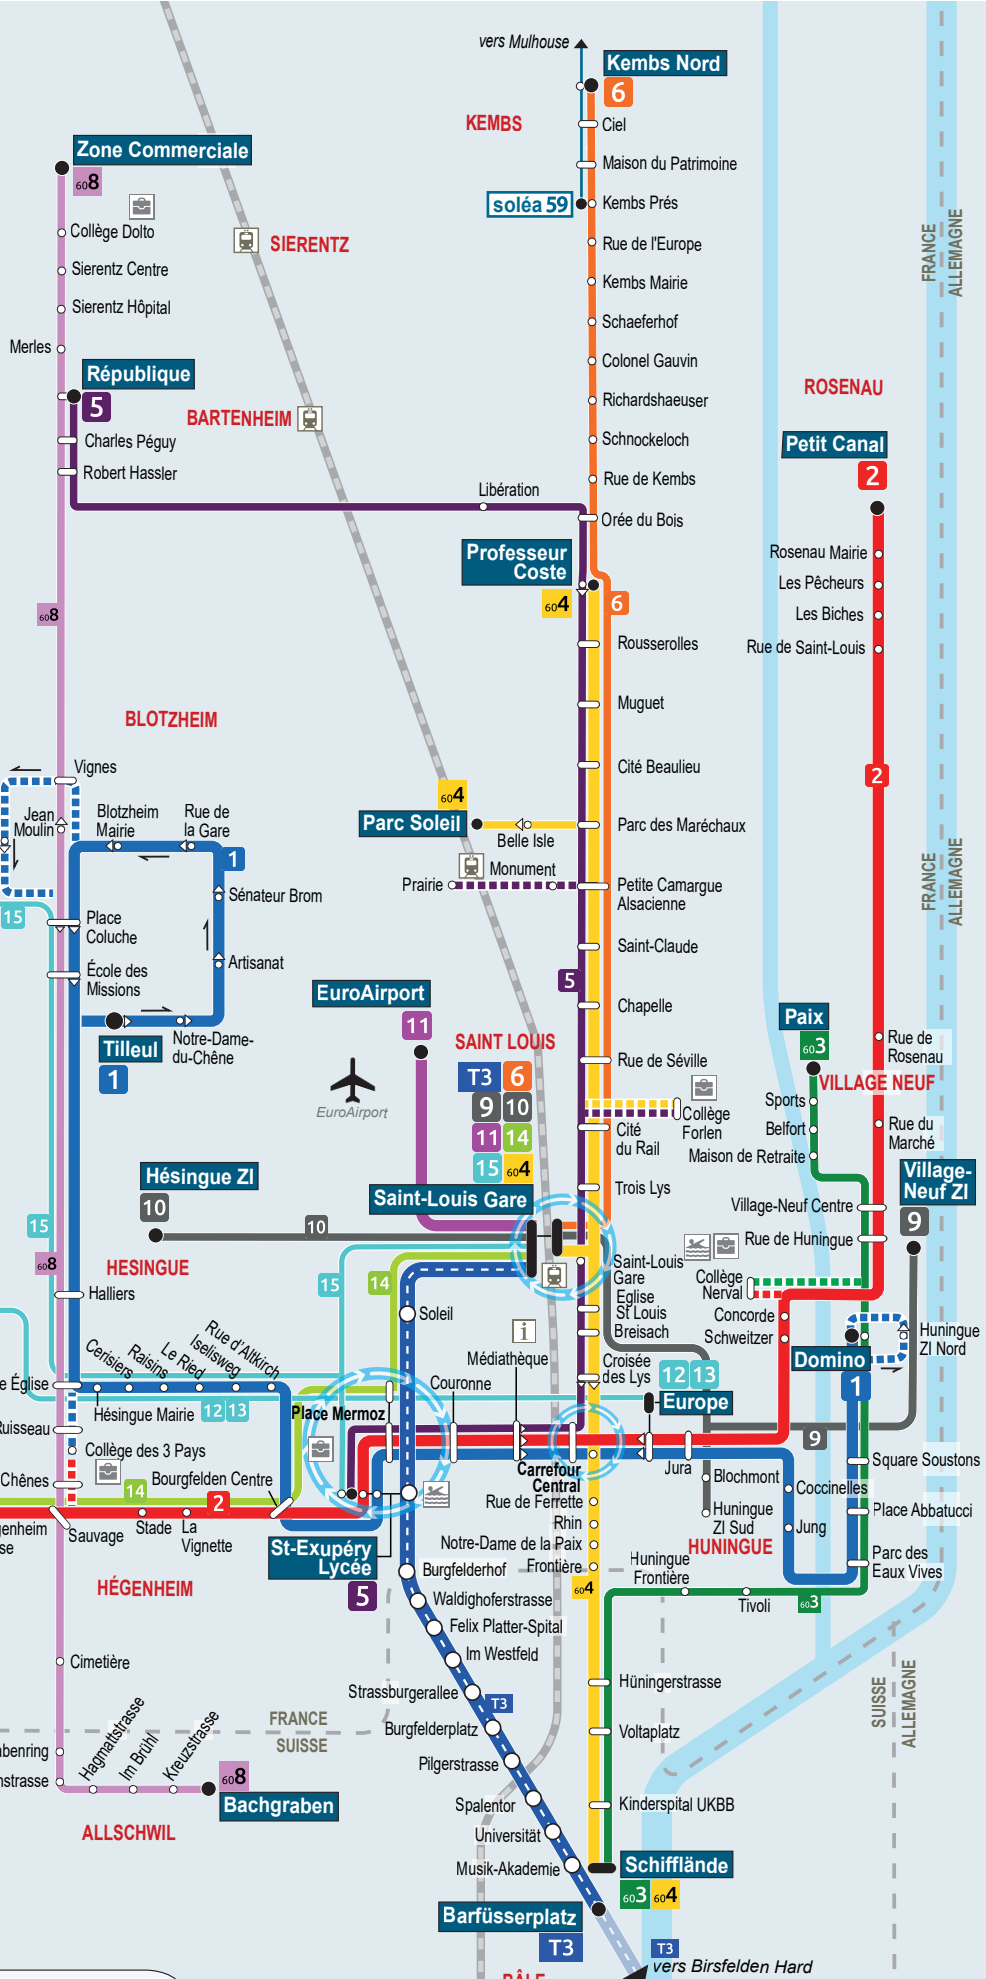 vers Mulhouse
Kembs Nord
6
KEMBS
Ciel
Maison du Patrimoine
soléa 59
Kembs Prés
Rue de l'Europe
Kembs Mairie
Schaeferhof
Colonel Gauvin
Richardshaeuser
Schnockeloch
Rue de Kembs
Orée du Bois
Zone Commerciale
608
Collège Dolto
SIERENTZ
Sierentz Centre
Sierentz Hôpital
Merles
République
5
BARTENHEIM
Charles Péguy
Robert Hassler
Libération
FRANCE
ALLEMAGNE
ROSENAU
Petit Canal
2
Rosenau Mairie
Les Pêcheurs
Les Biches
Rue de Saint-Louis
Professeur
Coste
604
6
608
Rousserolles
Muguet
Cité Beaulieu
2
BLOTZHEIM
Vignes
Jean
Moulin
Blotzheim
Mairie
Rue de
la Gare
1
604
Parc Soleil
Belle Isle
Parc des Maréchaux
Prairie
Monument
Petite Camargue
Alsacienne
FRANCE
ALLEMAGNE
Sénateur Brom
15
Place
Coluche
Saint-Claude
Artisanat
École des
Missions
5
Chapelle
EuroAirport
11
Tilleul
1
Notre-Dame-
du-Chêne
EuroAirport
SAINT LOUIS
T3 6
9 10
11 14
15 604
Saint-Louis Gare
Rue de Séville
Collège
Forlen
Cité
du Rail
Trois Lys
Paix
603
VILLAGE NEUF
Rue de
Rosenau
Sports
Belfort
Maison de Retraite
Rue du
Marché
Village-
Neuf ZI
9
Village-Neuf Centre
Rue de Huningue
Hésingue ZI
10
10
15
608
HESINGUE
15
14
Halliers
Soleil
Saint-Louis
Gare
Eglise
St Louis
Breisach
Croisée
des Lys
Collège
Nerval
Concorde
Schweitzer
Huningue
ZI Nord
Domino
1
12 13
Europe
Médiathèque
Couronne
Place Mermoz
Cerisiers
Raisins
Le Ried
Iselisweg
Rue d'Altkirch
e Église
Hésingue Mairie
12 13
Ruisseau
Collège des 3 Pays
Chênes
14
Bourgfelden Centre
2
genheim
sse
Sauvage
Stade
La
Vignette
HÉGENHEIM
St-Exupéry
Lycée
5
Carrefour
Central
Jura
9
Rue de Ferrette
Rhin
Notre-Dame de la Paix
Frontière
604
Blochmont
Huningue
ZI Sud
HUNINGUE
Coccinelles
Jung
Square Soustons
Place Abbatucci
Parc des
Eaux Vives
Huningue
Frontière
Tivoli
603
Burgfelderhof
Waldighoferstrasse
Felix Platter-Spital
Im Westfeld
Strassburgerallee
T3
Burgfelderplatz
Pilgerstrasse
Spalentor
Universität
Musik-Akademie
Barfüsserplatz
T3
Hüningerstrasse
Voltaplatz
Kinderspital UKBB
Schifflände
603 604
SUISSE
ALLEMAGNE
Cimetière
FRANCE
SUISSE
benring
nstrasse
Hagmattstrasse
Im Brühl
Kreuzstrasse
608
Bachgraben
ALLSCHWIL
T3
vers Birsfelden Hard
BÂLE